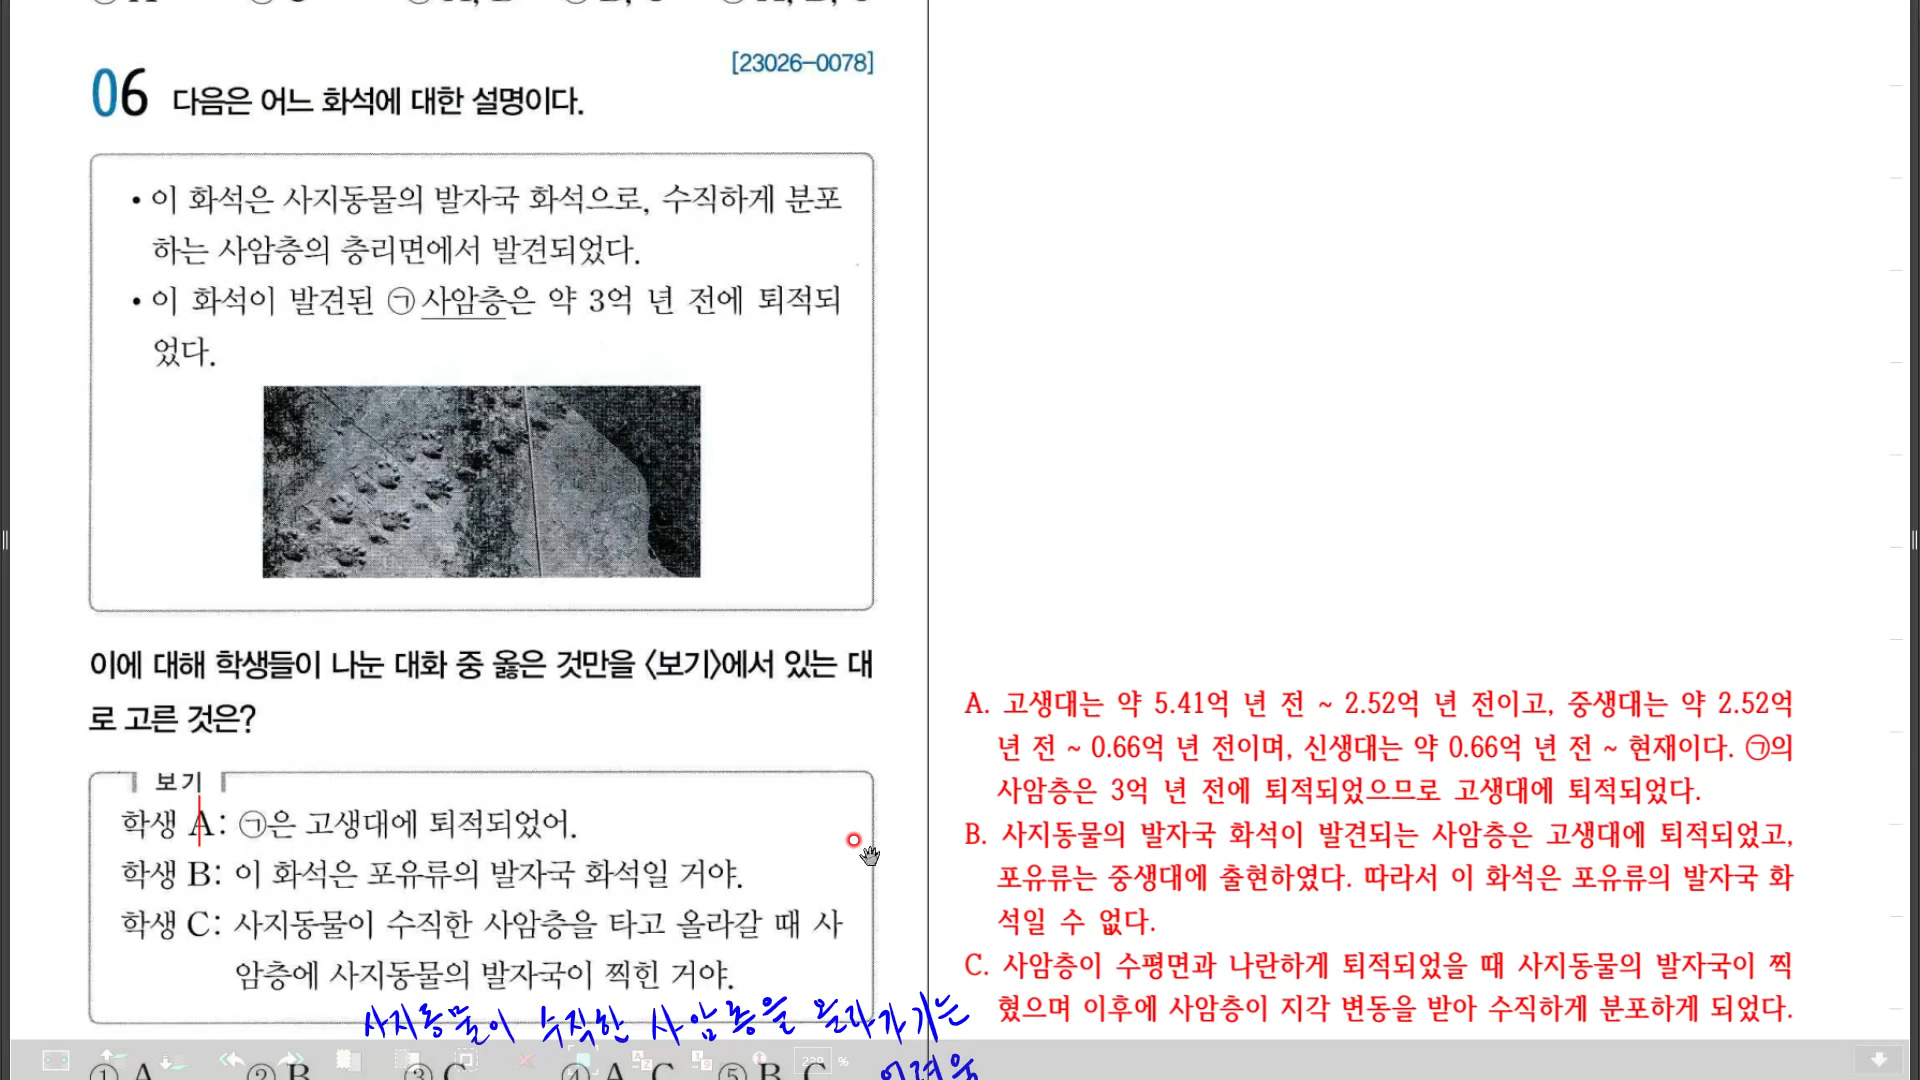 [23026-0078]
06 다음은 어느 화석에 대한 설명이다.
• 이 화석은 사지동물의 발자국 화석으로, 수직하게 분포
하는 사암층의 층리면에서 발견되었다.
• 이 화석이 발견된 ㉠사암층은 약 3억 년 전에 퇴적되
었다.
이에 대해 학생들이 나눈 대화 중 옳은 것만을 〈보기〉에서 있는 대
로 고른 것은?
보기
학생 A: ㉠은 고생대에 퇴적되었어.
학생 B: 이 화석은 포유류의 발자국 화석일 거야.
학생 C: 사지동물이 수직한 사암층을 타고 올라갈 때 사
암층에 사지동물의 발자국이 찍힌 거야.
사지동물이 수직한 사암층을 올라가기는
어려움
① A ② B ③ C ④ A, C ⑤ B, C
A. 고생대는 약 5.41억 년 전 ~ 2.52억 년 전이고, 중생대는 약 2.52억
년 전 ~ 0.66억 년 전이며, 신생대는 약 0.66억 년 전 ~ 현재이다. ㉠의
사암층은 3억 년 전에 퇴적되었으므로 고생대에 퇴적되었다.
B. 사지동물의 발자국 화석이 발견되는 사암층은 고생대에 퇴적되었고,
포유류는 중생대에 출현하였다. 따라서 이 화석은 포유류의 발자국 화
석일 수 없다.
C. 사암층이 수평면과 나란하게 퇴적되었을 때 사지동물의 발자국이 찍
혔으며 이후에 사암층이 지각 변동을 받아 수직하게 분포하게 되었다.